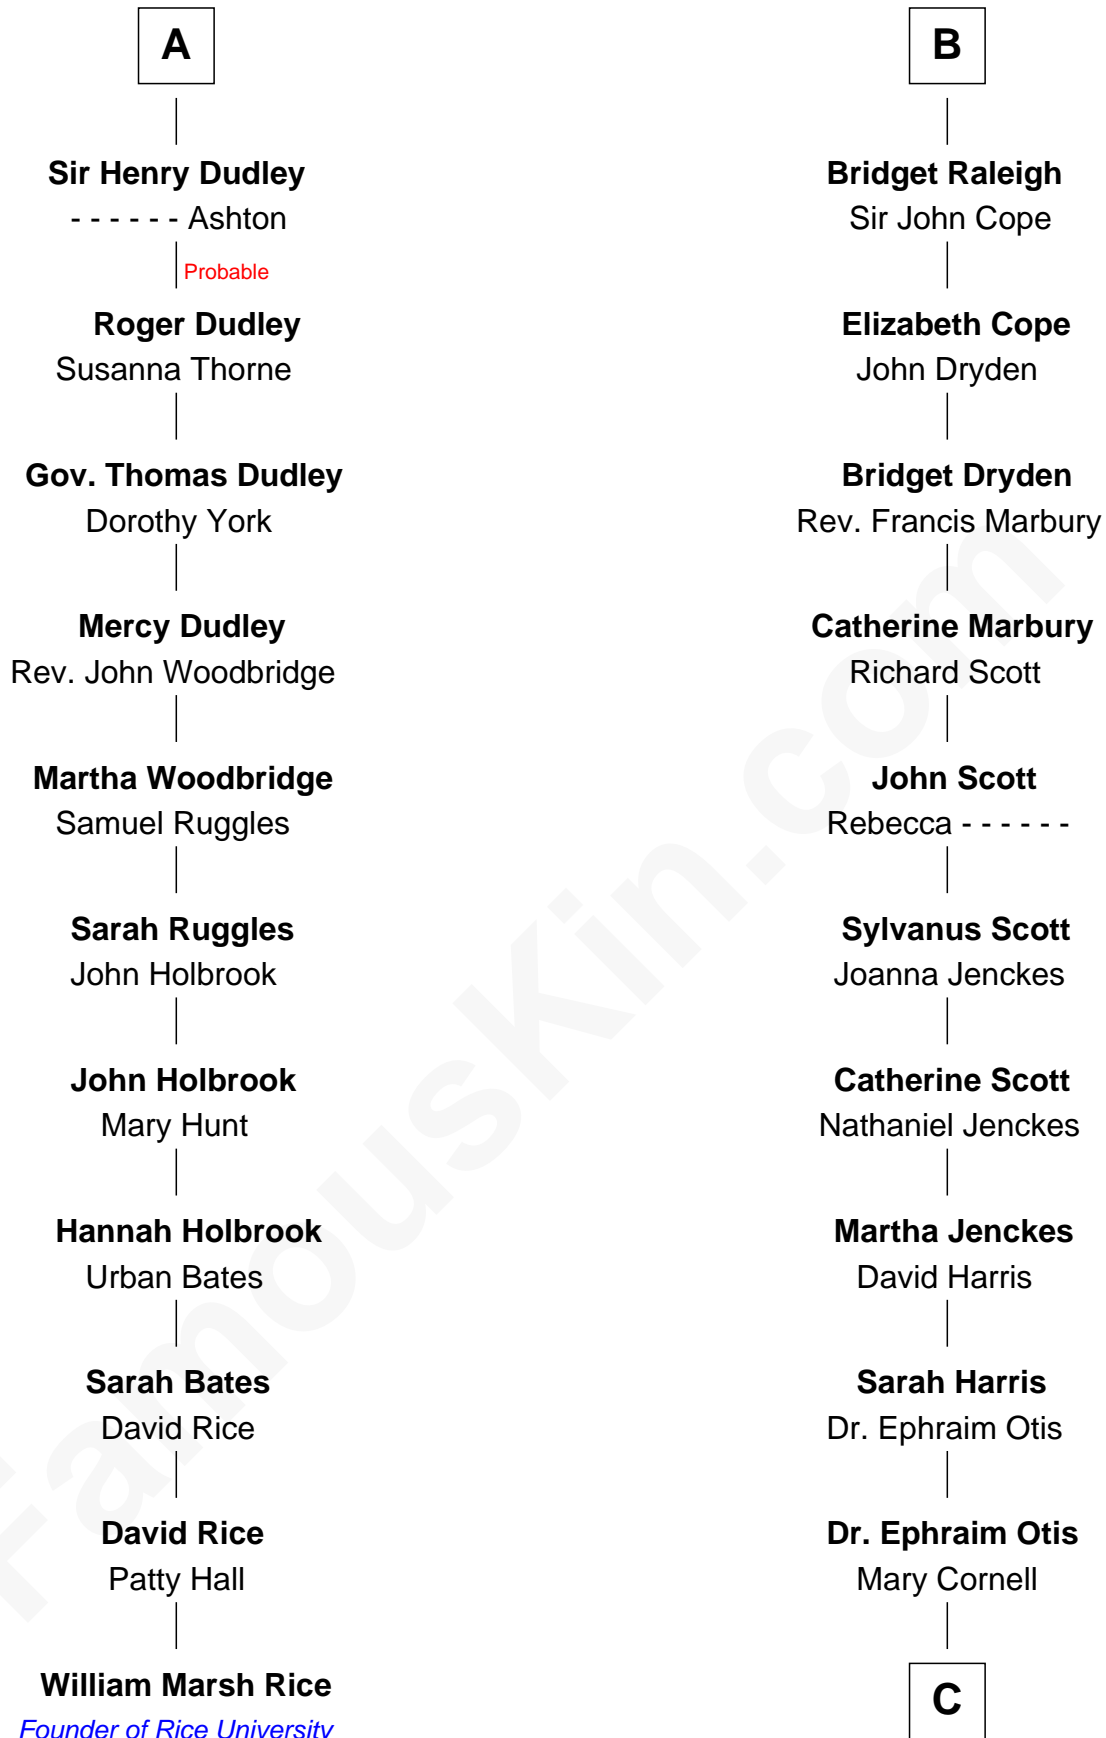 A
Sir Henry Dudley
- - - - - - Ashton
Probable
Roger Dudley
Susanna Thorne
Gov. Thomas Dudley
Dorothy York
Mercy Dudley
Rev. John Woodbridge
Martha Woodbridge
Samuel Ruggles
Sarah Ruggles
John Holbrook
John Holbrook
Mary Hunt
Hannah Holbrook
Urban Bates
Sarah Bates
David Rice
David Rice
Patty Hall
William Marsh Rice
Founder of Rice University
B
Bridget Raleigh
Sir John Cope
Elizabeth Cope
John Dryden
Bridget Dryden
Rev. Francis Marbury
Catherine Marbury
Richard Scott
John Scott
Rebecca - - - - - -
Sylvanus Scott
Joanna Jenckes
Catherine Scott
Nathaniel Jenckes
Martha Jenckes
David Harris
Sarah Harris
Dr. Ephraim Otis
Dr. Ephraim Otis
Mary Cornell
C
FamousKin.com